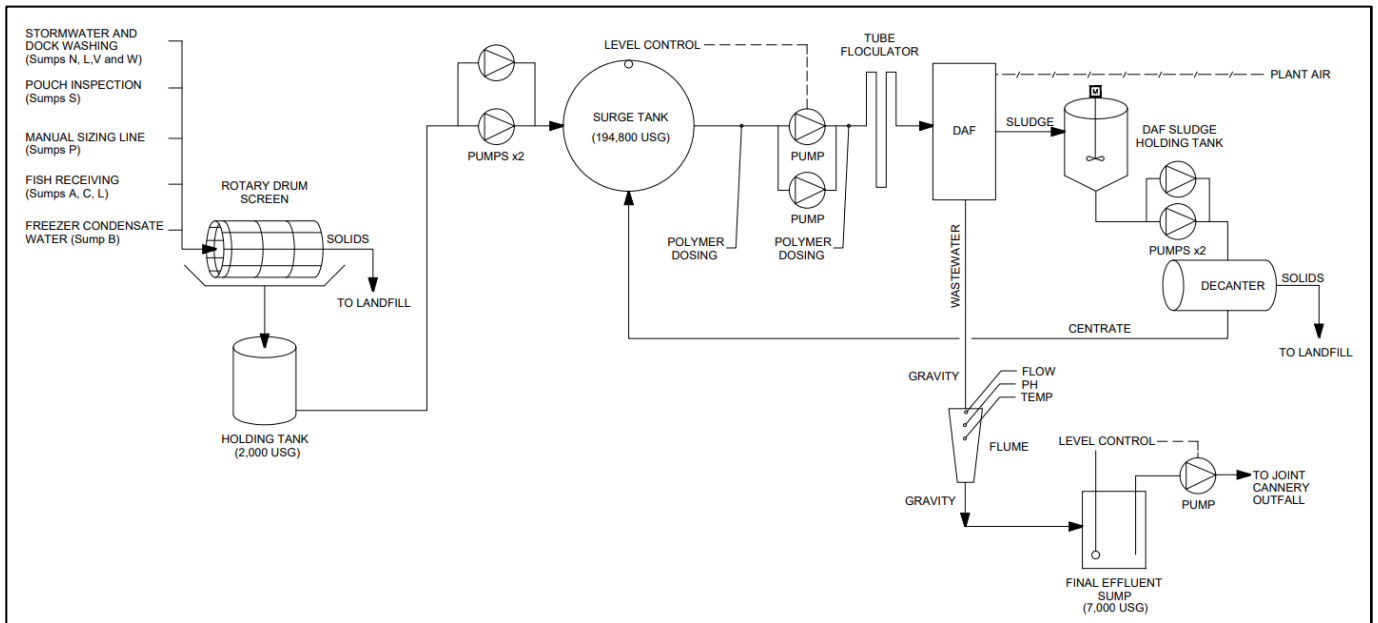 STORMWATER AND
DOCK WASHING
(Sumps N, L,V and W)
POUCH INSPECTION
(Sumps S)
MANUAL SIZING LINE
(Sumps P)
FISH RECEIVING
(Sumps A, C, L)
FREEZER CONDENSATE
WATER (Sump B)
ROTARY DRUM
SCREEN
SOLIDS
TO LANDFILL
HOLDING TANK
(2,000 USG)
PUMPS x2
LEVEL CONTROL
SURGE TANK
(194,800 USG)
PUMP
PUMP
POLYMER
DOSING
POLYMER
DOSING
TUBE
FLOCULATOR
DAF
PLANT AIR
SLUDGE
M
DAF SLUDGE
HOLDING TANK
PUMPS x2
DECANTER
SOLIDS
TO LANDFILL
CENTRATE
WASTEWATER
GRAVITY
FLOW
PH
TEMP
FLUME
GRAVITY
LEVEL CONTROL
PUMP
TO JOINT
CANNERY
OUTFALL
FINAL EFFLUENT
SUMP
(7,000 USG)